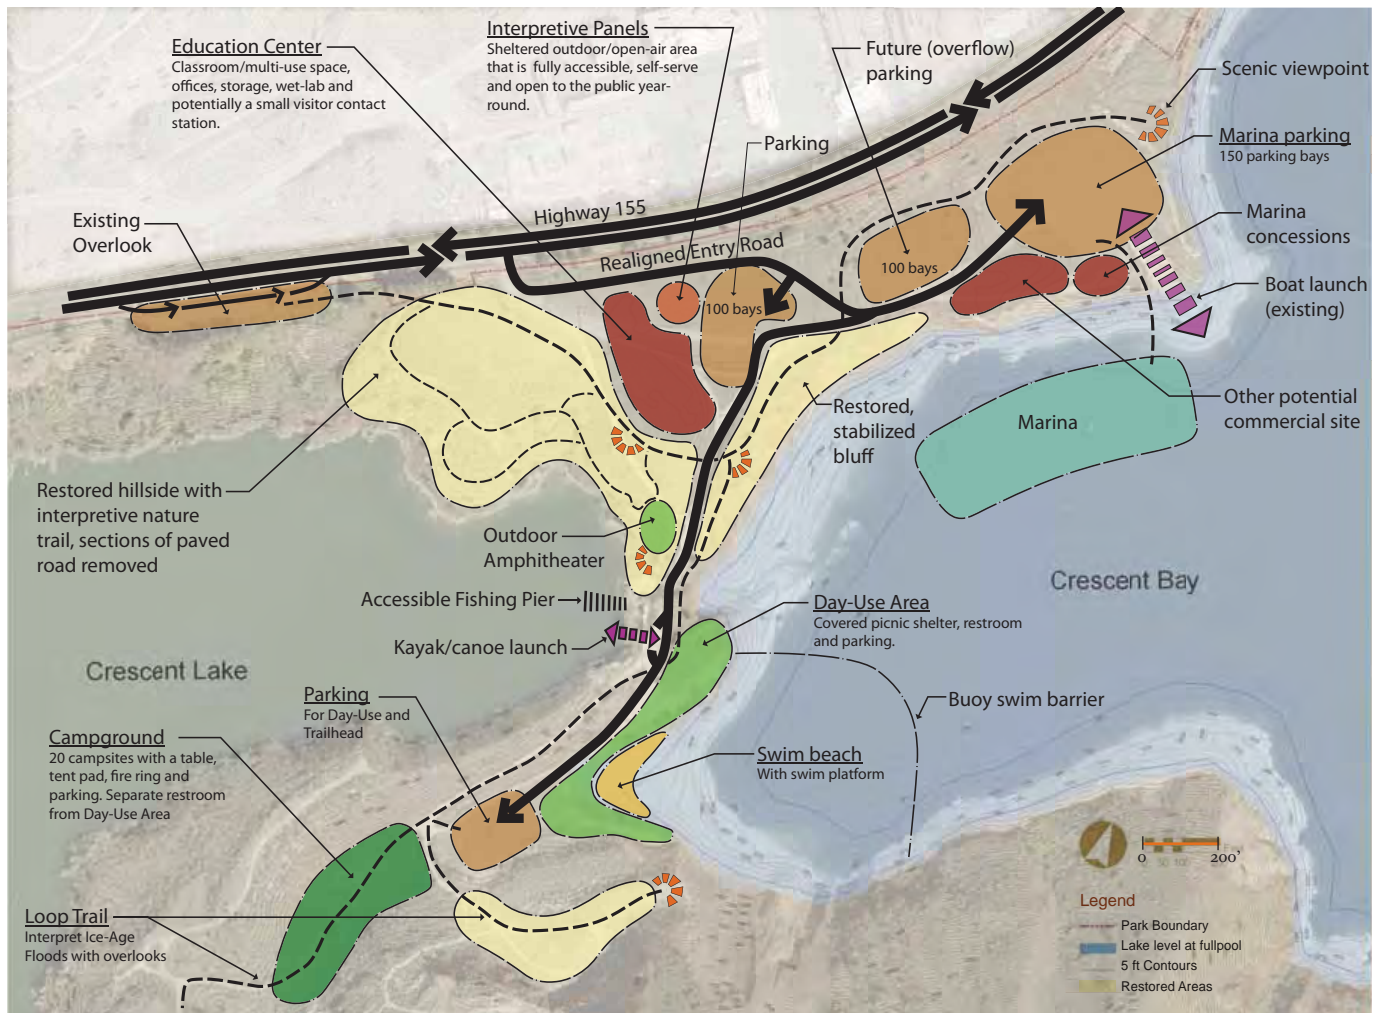 Education Center
Classroom/multi-use space,
offices, storage, wet-lab and
potentially a small visitor contact
station.
Interpretive Panels
Sheltered outdoor/open-air area
that is fully accessible, self-serve
and open to the public year-
round.
Future (overflow)
parking
Scenic viewpoint
Marina parking
150 parking bays
Parking
Marina
concessions
Highway 155
Existing
Overlook
Realigned Entry Road
100 bays
Boat launch
(existing)
100 bays
Other potential
commercial site
Restored,
stabilized
bluff
Marina
Restored hillside with
interpretive nature
trail, sections of paved
road removed
Outdoor
Amphitheater
Crescent Bay
Accessible Fishing Pier
Day-Use Area
Covered picnic shelter, restroom
and parking.
Kayak/canoe launch
Crescent Lake
Parking
For Day-Use and
Trailhead
Buoy swim barrier
Campground
20 campsites with a table,
tent pad, fire ring and
parking. Separate restroom
from Day-Use Area
Swim beach
With swim platform
0 50 100 200'
Legend
Park Boundary
Lake level at fullpool
5 ft Contours
Restored Areas
Loop Trail
Interpret Ice-Age
Floods with overlooks